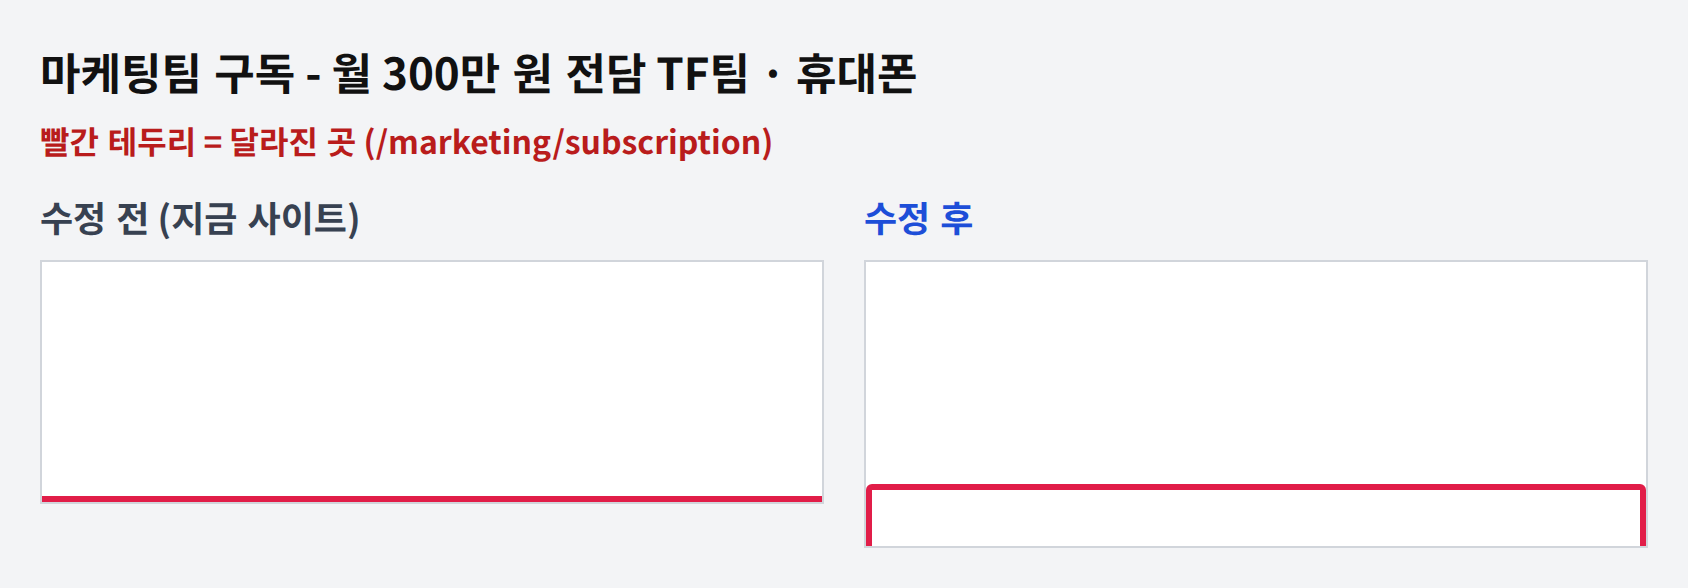 마케팅팀 구독 - 월 300만 원 전담 TF팀 · 휴대폰
빨간 테두리 = 달라진 곳 (/marketing/subscription)
수정 전 (지금 사이트)
수정 후